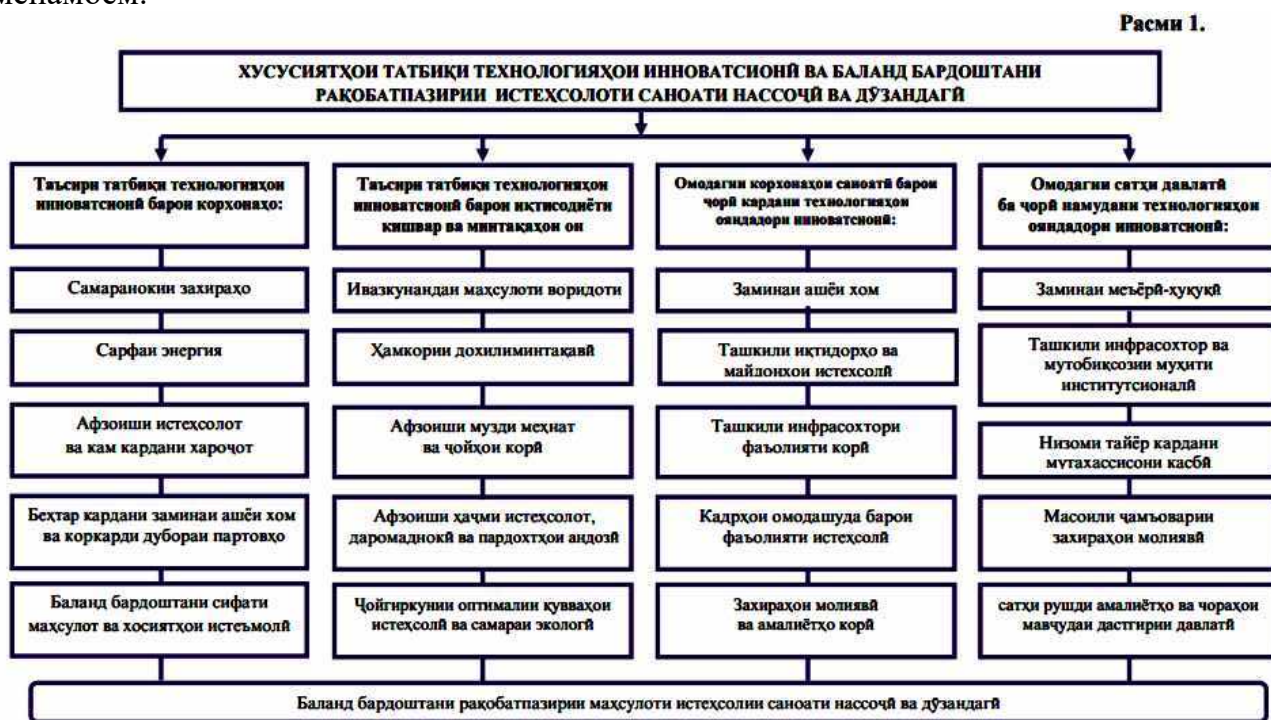 менамоем.
Расми 1.
ХУСУСИЯТҲОИ ТАТБИҚИ ТЕХНОЛОГИЯҲОИ ИННОВАТСИОНӢ ВА БАЛАНД БАРДОШТАНИ
РАҚОБАТПАЗИРИИ ИСТЕҲСОЛОТИ САНОАТИ НАССОҶӢ ВА ДӮЗАНДАГӢ
Таъсири татбиқи технологияҳои
инноватсионӣ барои корхонаҳо:
Самаранокии захираҳо
Сарфаи энергия
Афзоиши истеҳсолот
ва кам кардани хароҷот
Беҳтар кардани заминаи ашёи хом
ва коркарди дубораи партовҳо
Баланд бардоштани сифати
маҳсулот ва хосиятҳои истеъмолӣ
Таъсири татбиқи технологияҳои
инноватсионӣ барои иқтисодиёти
кишвар ва минтақаҳои он
Ивазкунандаи маҳсулоти воридоти
Ҳамкории дохилиминтақавӣ
Афзоиши музди меҳнат
ва ҷойҳои корӣ
Афзоиши ҳаҷми истеҳсолот,
даромаднокӣ ва пардохтҳои андозӣ
Ҷойгиркунии оптималии қувваҳои
истеҳсолӣ ва самараи экологӣ
Омодагии корхонаҳои саноатӣ барои
ҷорӣ кардани технологияҳои
ояндадори инноватсионӣ:
Заминаи ашёи хом
Ташкили иқтидорҳо ва
майдонҳои истеҳсолӣ
Ташкили инфрасохтори
фаъолияти корӣ
Кадрҳои омодашуда барои
фаъолияти истеҳсолӣ
Захираҳои молиявӣ
ва амалиётҳо корӣ
Омодагии сатҳи давлатӣ
ба ҷорӣ намудани технологияҳои
ояндадори инноватсионӣ:
Заминаи меъёрӣ-ҳуқуқӣ
Ташкили инфрасохтор ва
мутобиқсозии муҳити
институтсионалӣ
Низоми тайёр кардани
мутахассисони касбӣ
Масоили ҷамъоварии
захираҳои молиявӣ
сатҳи рушди амалиётҳо ва чораҳои
мавҷудаи дастгирии давлатӣ
Баланд бардоштани рақобатпазирии маҳсулоти истеҳсолии саноати нассоҷӣ ва дӯзандагӣ